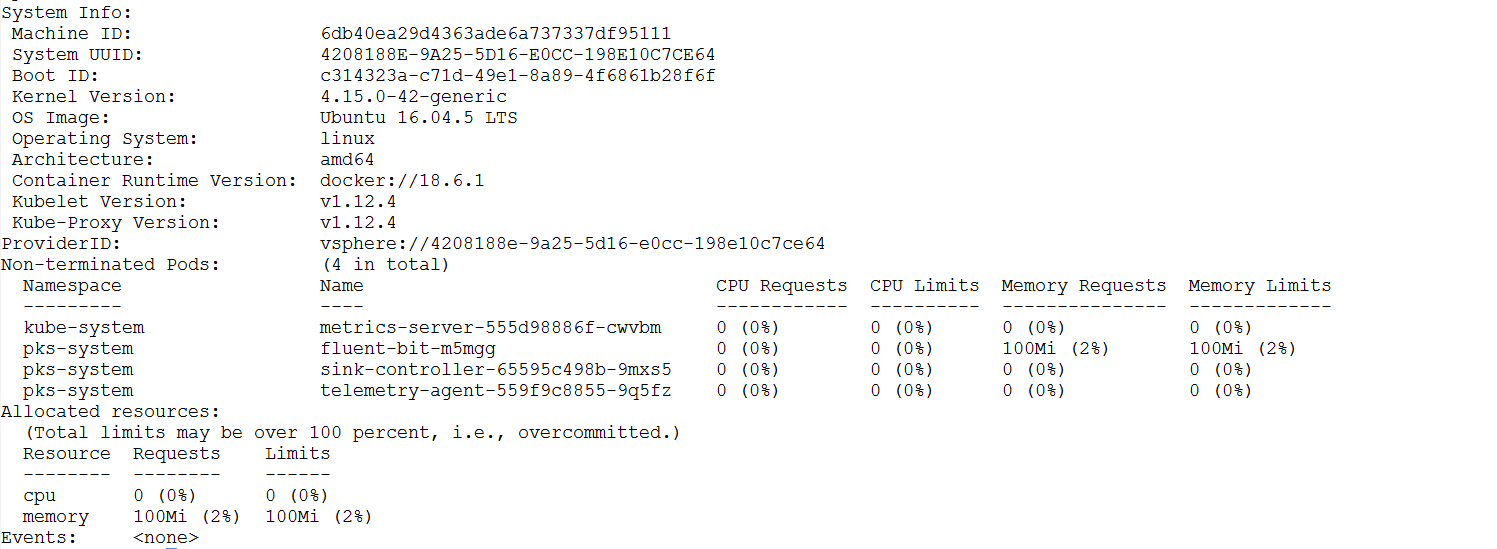 System Info:
 Machine ID:                 6db40ea29d4363ade6a737337df95111
 System UUID:                4208188E-9A25-5D16-E0CC-198E10C7CE64
 Boot ID:                    c314323a-c71d-49e1-8a89-4f6861b28f6f
 Kernel Version:             4.15.0-42-generic
 OS Image:                   Ubuntu 16.04.5 LTS
 Operating System:           linux
 Architecture:               amd64
 Container Runtime Version:  docker://18.6.1
 Kubelet Version:            v1.12.4
 Kube-Proxy Version:         v1.12.4
ProviderID:                  vsphere://4208188e-9a25-5d16-e0cc-198e10c7ce64
Non-terminated Pods:         (4 in total)
  Namespace                  Name                                CPU Requests  CPU Limits  Memory Requests  Memory Limits
  ---------                  ----                                ------------  ----------  ---------------  -------------
  kube-system                metrics-server-555d98886f-cwvbm     0 (0%)        0 (0%)      0 (0%)           0 (0%)
  pks-system                 fluent-bit-m5mgg                    0 (0%)        0 (0%)      100Mi (2%)       100Mi (2%)
  pks-system                 sink-controller-65595c498b-9mxs5    0 (0%)        0 (0%)      0 (0%)           0 (0%)
  pks-system                 telemetry-agent-559f9c8855-9q5fz    0 (0%)        0 (0%)      0 (0%)           0 (0%)
Allocated resources:
  (Total limits may be over 100 percent, i.e., overcommitted.)
  Resource  Requests    Limits
  --------  --------    ------
  cpu       0 (0%)      0 (0%)
  memory    100Mi (2%)  100Mi (2%)
Events:     <none>